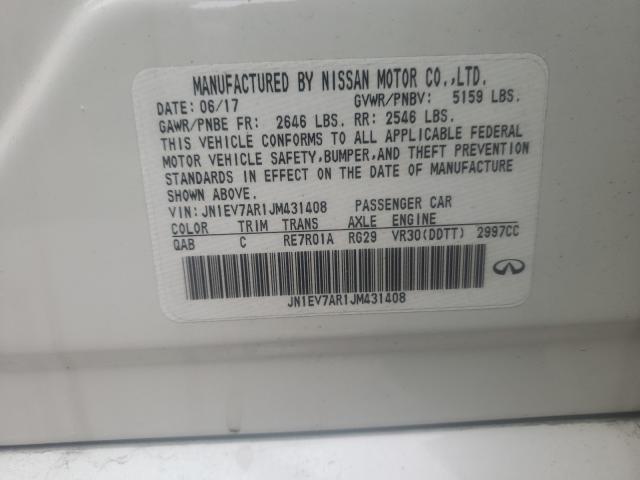 MANUFACTURED BY NISSAN MOTOR CO.,LTD.
DATE: 06/17 GVWR/PNBV: 5159 LBS.
GAWR/PNBE FR: 2646 LBS. RR: 2546 LBS.
THIS VEHICLE CONFORMS TO ALL APPLICABLE FEDERAL
MOTOR VEHICLE SAFETY,BUMPER,AND THEFT PREVENTION
STANDARDS IN EFFECT ON THE DATE OF MANUFACTURE
SHOWN ABOVE.
VIN: JN1EV7AR1JM431408 PASSENGER CAR
COLOR TRIM TRANS AXLE ENGINE
QAB C RE7R01A RG29 VR30(DDTT) 2997CC
JN1EV7AR1JM431408